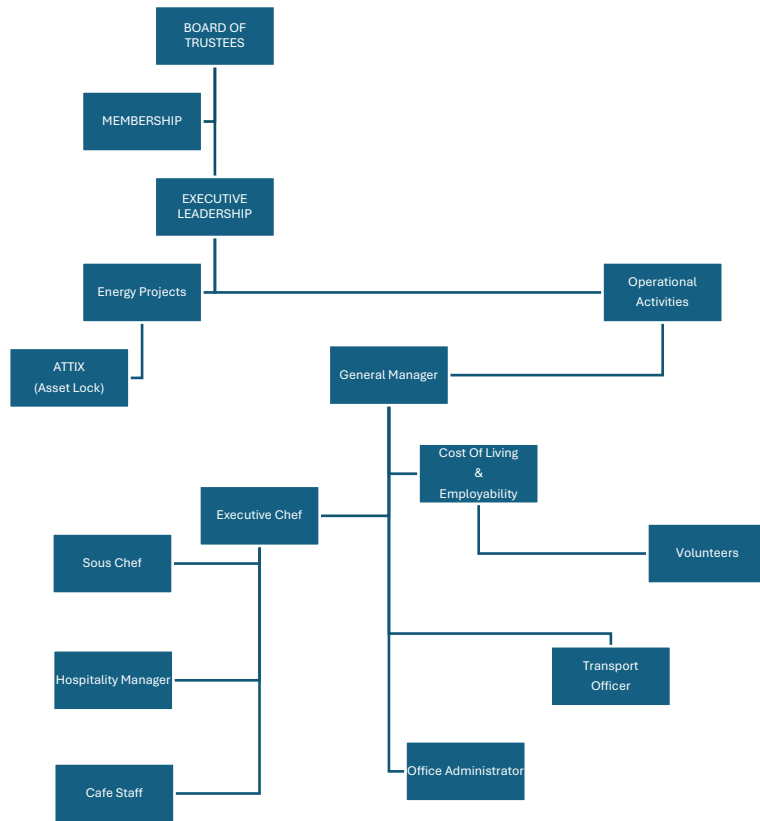 BOARD OF
TRUSTEES
MEMBERSHIP
EXECUTIVE
LEADERSHIP
Energy Projects
Operational
Activities
ATTIX
(Asset Lock)
General Manager
Cost Of Living
&
Employability
Executive Chef
Volunteers
Sous Chef
Hospitality Manager
Transport
Officer
Office Administrator
Cafe Staff